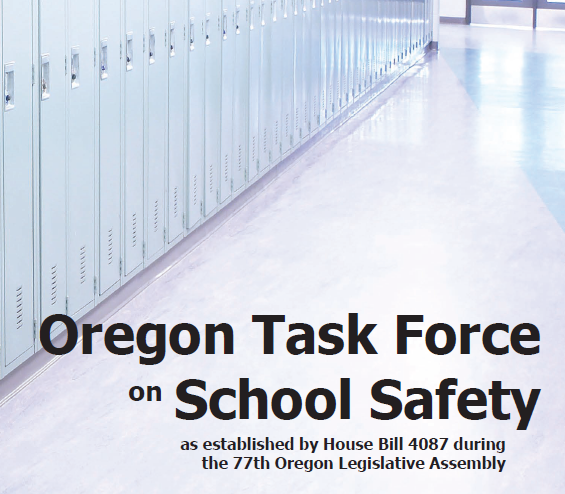 Oregon Task Force
on School Safety
as established by House Bill 4087 during
the 77th Oregon Legislative Assembly